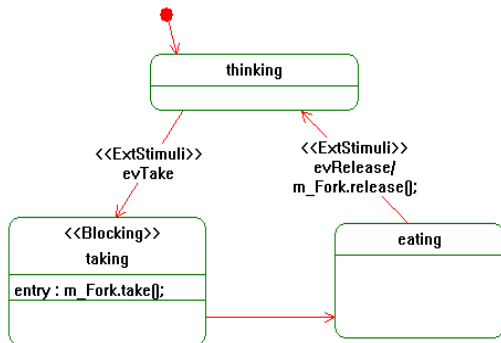 thinking
<<ExtStimuli>>
evTake
<<ExtStimuli>>
evRelease/
m_Fork.release();
<<Blocking>>
taking
entry : m_Fork.take();
eating